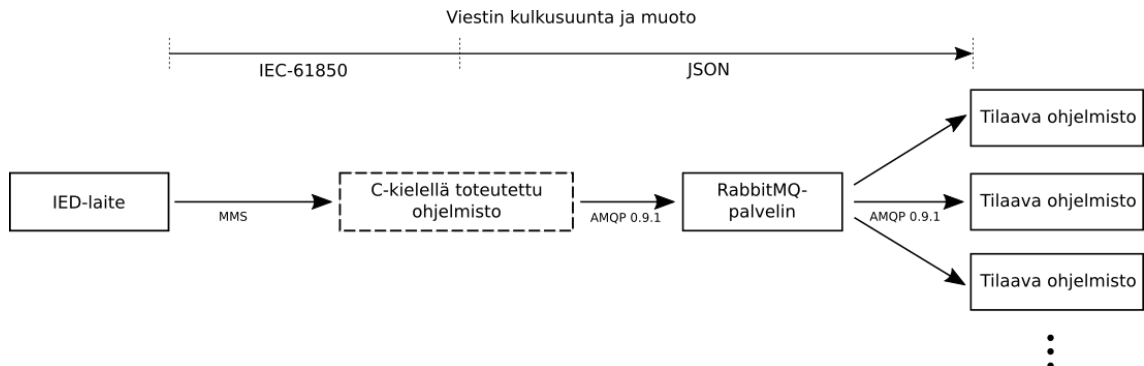 Viestin kulkusuunta ja muoto
IEC-61850
JSON
IED-laite
MMS
C-kielellä toteutettu
ohjelmisto
AMQP 0.9.1
RabbitMQ-
palvelin
AMQP 0.9.1
Tilaava ohjelmisto
Tilaava ohjelmisto
Tilaava ohjelmisto